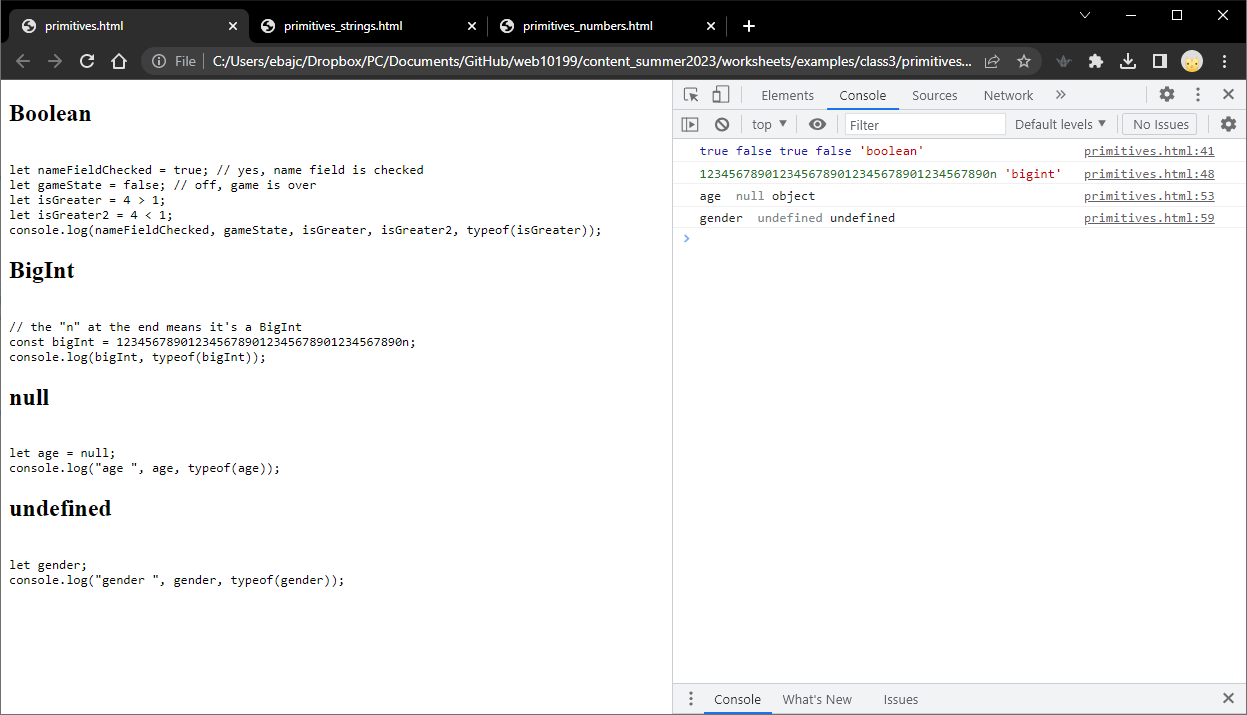 primitives.html
primitives_strings.html
primitives_numbers.html
File
C:/Users/ebajc/Dropbox/PC/Documents/GitHub/web10199/content_summer2023/worksheets/examples/class3/primitives...
Boolean
let nameFieldChecked = true; // yes, name field is checked
let gameState = false; // off, game is over
let isGreater = 4 > 1;
let isGreater2 = 4 < 1;
console.log(nameFieldChecked, gameState, isGreater, isGreater2, typeof(isGreater));
BigInt
// the "n" at the end means it's a BigInt
const bigInt = 1234567890123456789012345678901234567890n;
console.log(bigInt, typeof(bigInt));
null
let age = null;
console.log("age ", age, typeof(age));
undefined
let gender;
console.log("gender ", gender, typeof(gender));
Elements Console Sources Network »
top Filter Default levels No Issues
true false true false 'boolean' primitives.html:41
1234567890123456789012345678901234567890n 'bigint' primitives.html:48
age  null object primitives.html:53
gender  undefined undefined primitives.html:59
Console What's New Issues